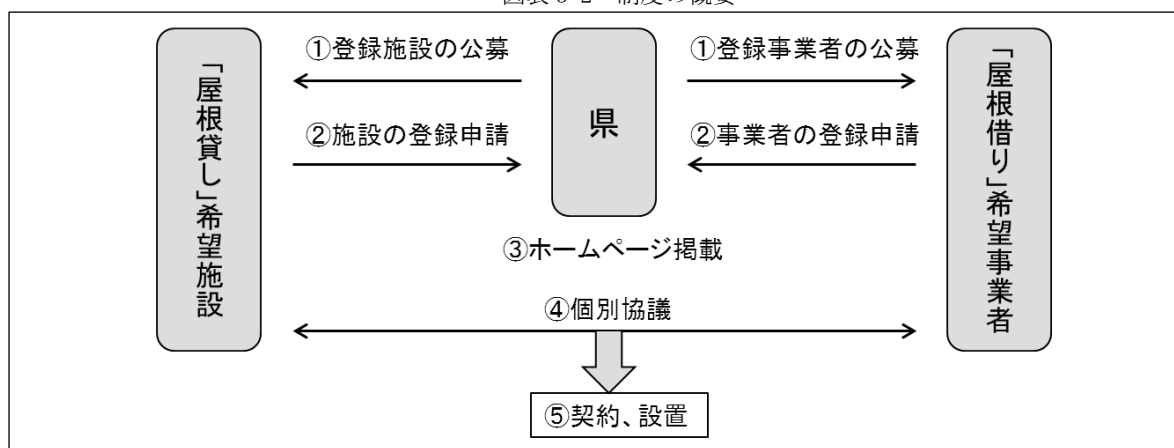 ①登録施設の公募
①登録事業者の公募
「屋根貸し」希望施設
県
「屋根借り」希望事業者
②施設の登録申請
②事業者の登録申請
③ホームページ掲載
④個別協議
⑤契約、設置